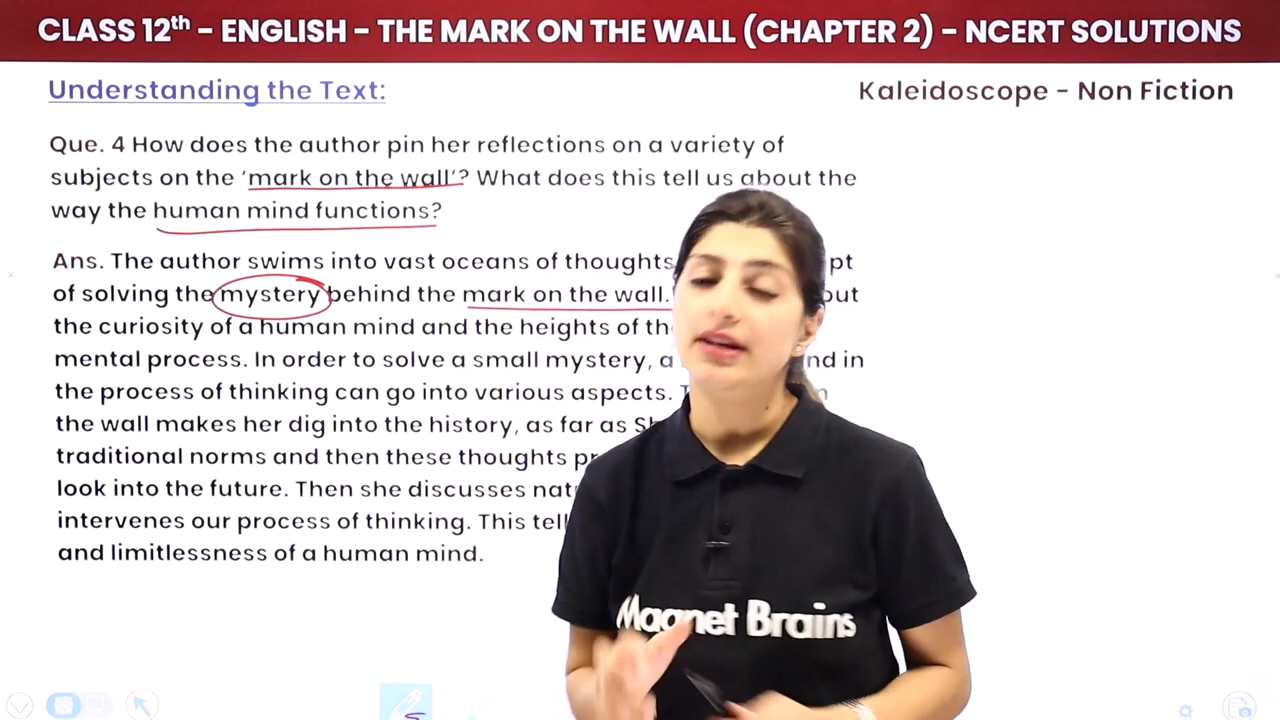 CLASS 12th - ENGLISH - THE MARK ON THE WALL (CHAPTER 2) - NCERT SOLUTIONS
Understanding the Text:
Kaleidoscope - Non Fiction
Que. 4 How does the author pin her reflections on a variety of
subjects on the ‘mark on the wall’? What does this tell us about the
way the human mind functions?
Ans. The author swims into vast oceans of thoughts
of solving the mystery behind the mark on the wall.
the curiosity of a human mind and the heights of
mental process. In order to solve a small mystery, a in
the process of thinking can go into various aspects.
the wall makes her dig into the history, as far as
traditional norms and then these thoughts
look into the future. Then she discusses
intervenes our process of thinking. This
and limitlessness of a human mind.
Magnet Brains